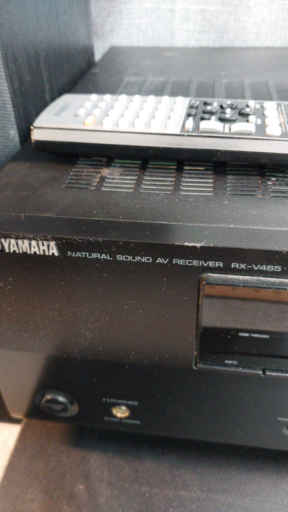 YAMAHA NATURAL SOUND AV RECEIVER RX-V465